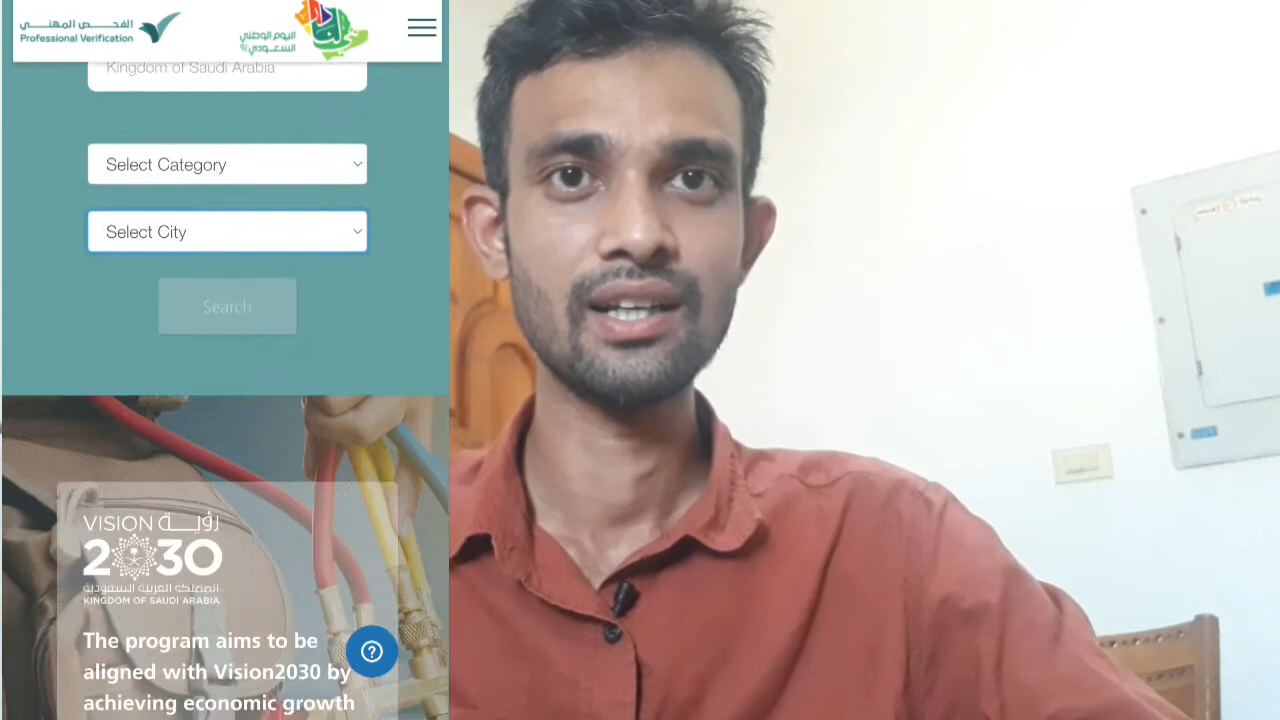 الفحص المهني
Professional Verification
اليوم الوطني
السعودي
Kingdom of Saudi Arabia
Select Category
Select City
Search
VISION رؤيــة
2030
المملكة العربية السعودية
KINGDOM OF SAUDI ARABIA
The program aims to be
aligned with Vision2030 by
achieving economic growth